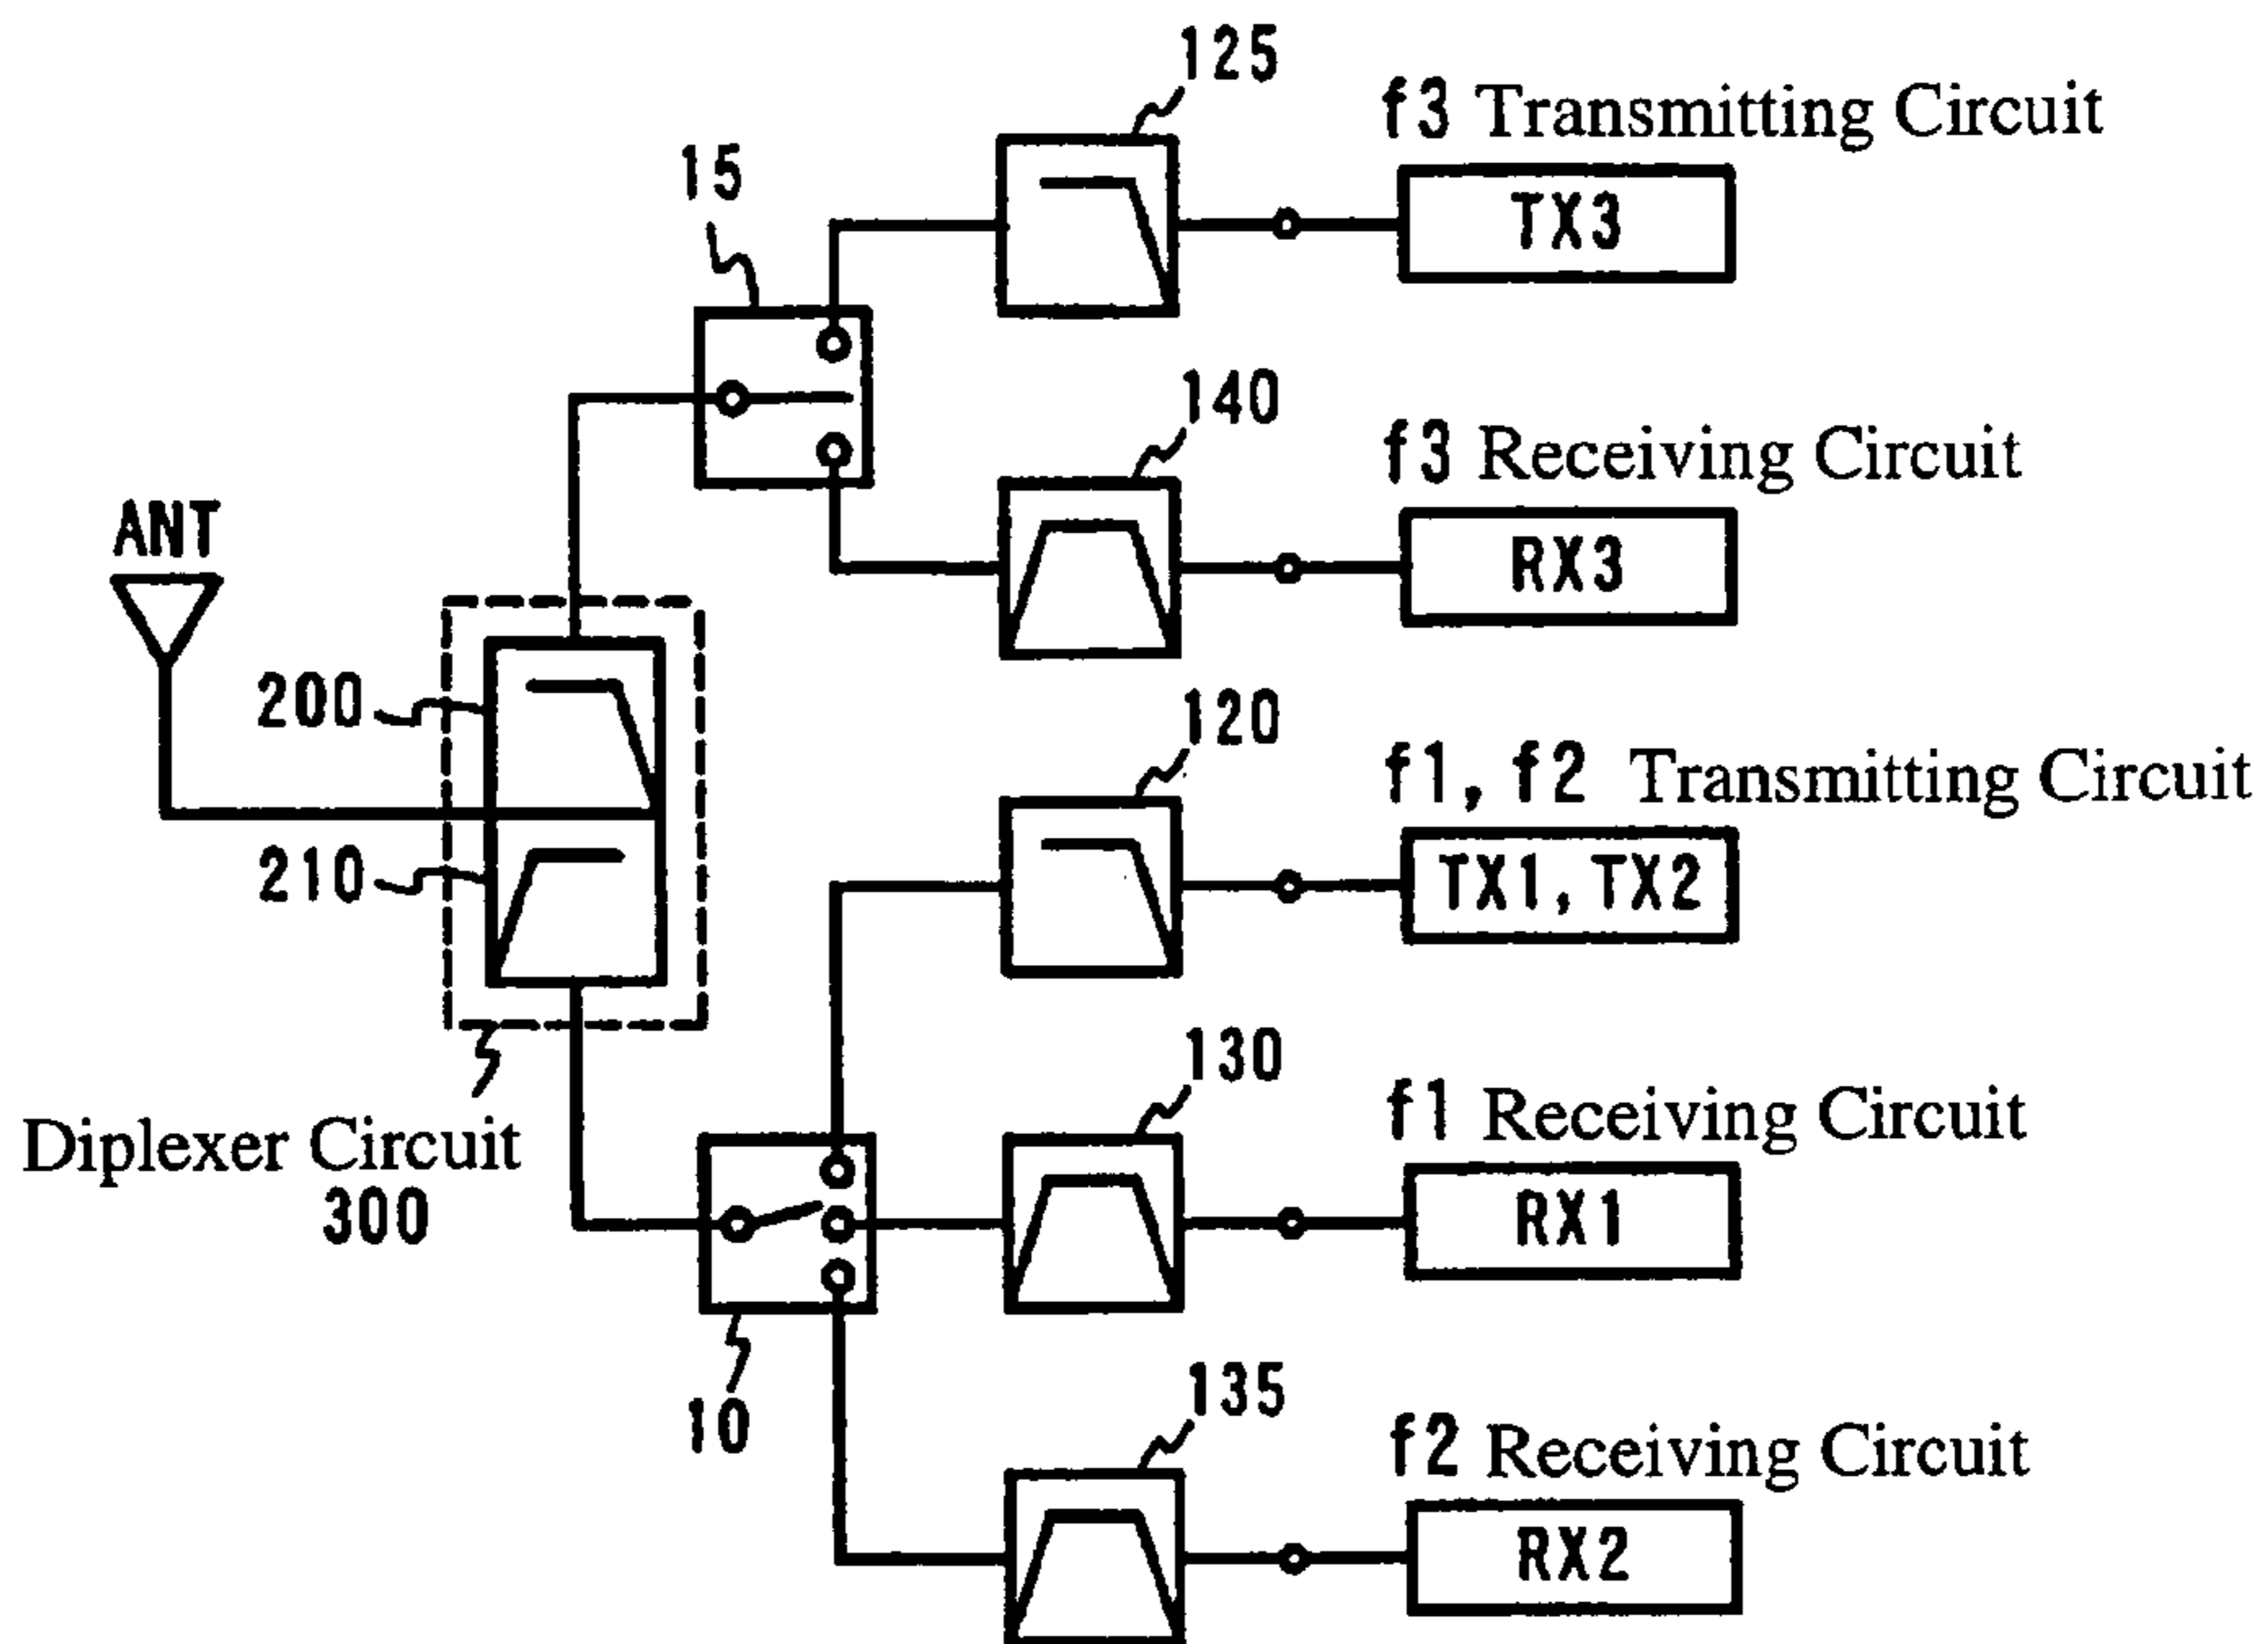 125
f3 Transmitting Circuit
15
TX3
140
f3 Receiving Circuit
ANT
RX3
200
120
f1, f2 Transmitting Circuit
210
TX1, TX2
130
f1 Receiving Circuit
Diplexer Circuit
300
RX1
10
135
f2 Receiving Circuit
RX2